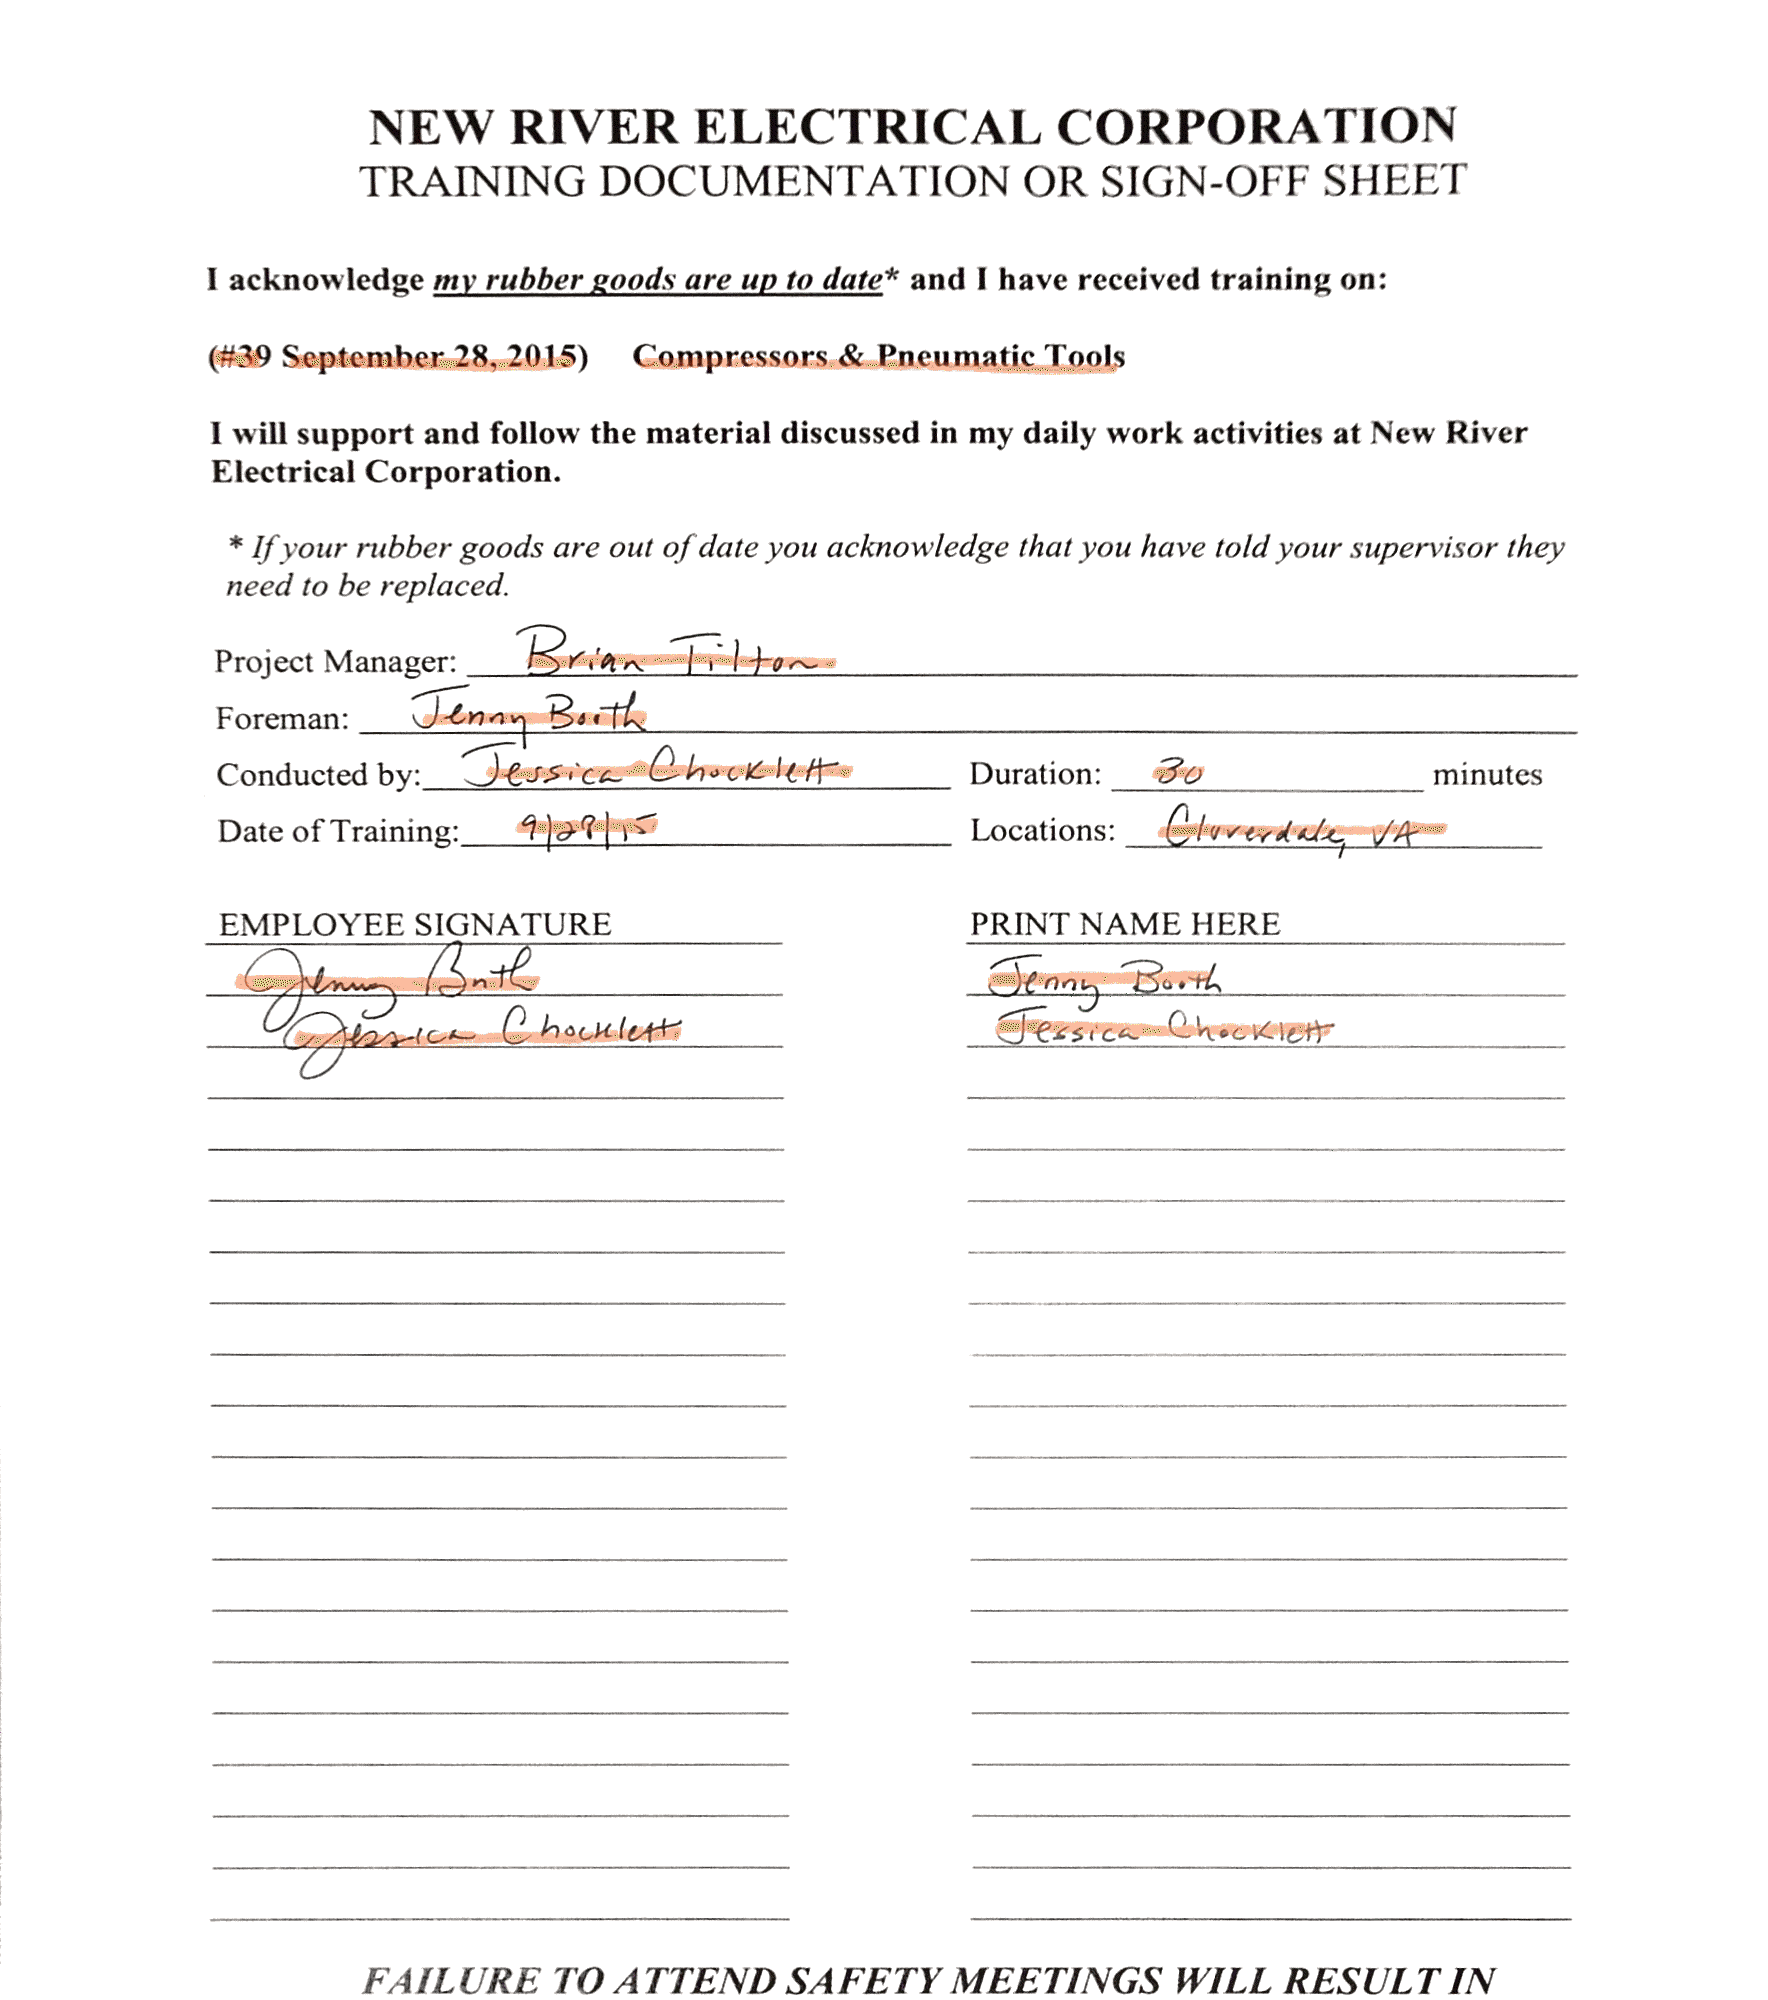 NEW RIVER ELECTRICAL CORPORATION
TRAINING DOCUMENTATION OR SIGN-OFF SHEET
I acknowledge my rubber goods are up to date* and I have received training on:
(#39 September 28, 2015) Compressors & Pneumatic Tools
I will support and follow the material discussed in my daily work activities at New River
Electrical Corporation.
* If your rubber goods are out of date you acknowledge that you have told your supervisor they
need to be replaced.
Project Manager: Brian Tilton
Foreman: Jenny Booth
Conducted by: Jessica Chocklett Duration: 30 minutes
Date of Training: 9/29/15 Locations: Cloverdale, VA
EMPLOYEE SIGNATURE PRINT NAME HERE
Jenny Booth Jenny Booth
Jessica Chocklett Jessica Chocklett
FAILURE TO ATTEND SAFETY MEETINGS WILL RESULT IN